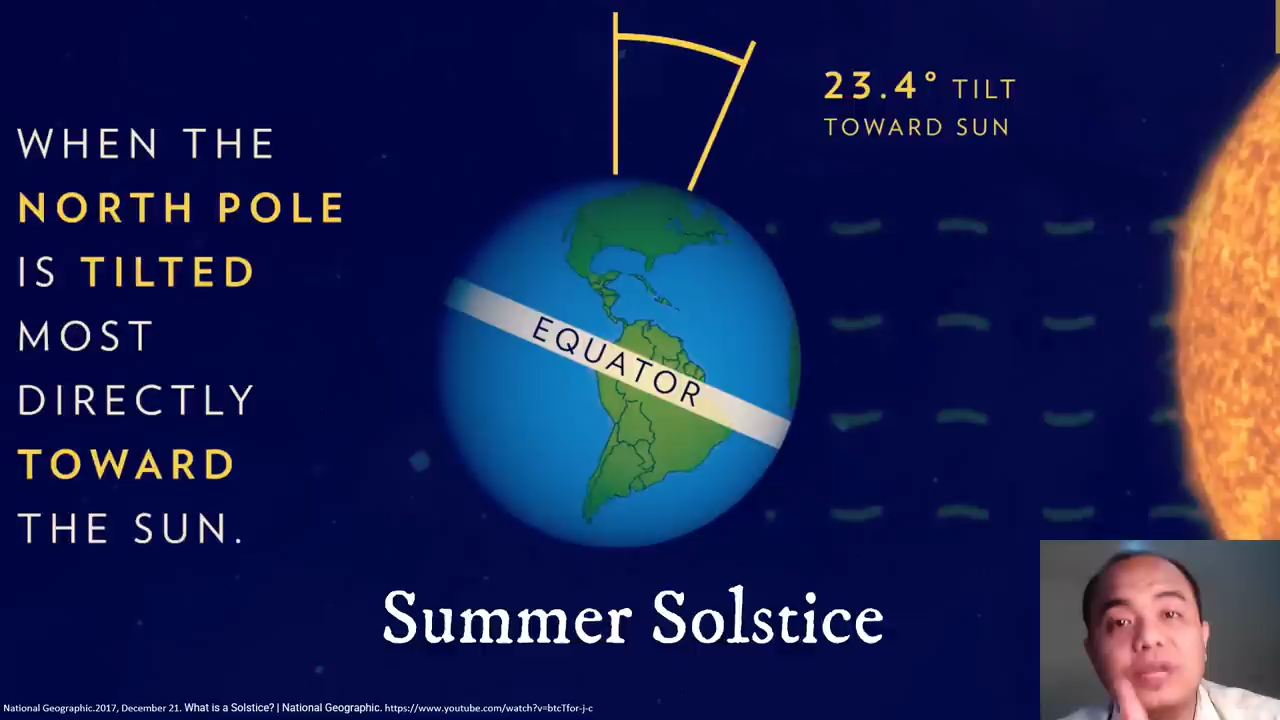 23.4° TILT
TOWARD SUN
WHEN THE
NORTH POLE
IS TILTED
MOST
DIRECTLY
TOWARD
THE SUN.
EQUATOR
Summer Solstice
National Geographic.2017, December 21. What is a Solstice? | National Geographic. https://www.youtube.com/watch?v=btcTfor-j-c